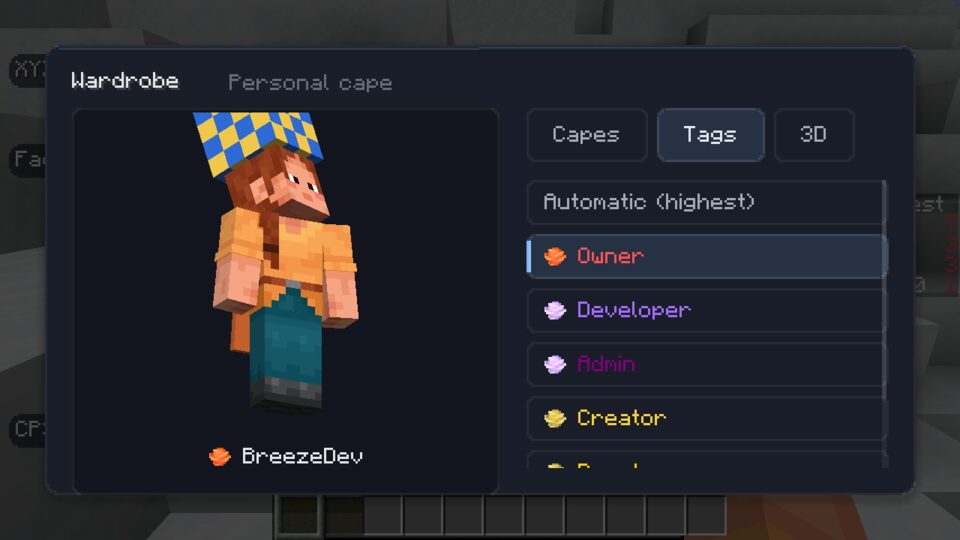 Wardrobe
Personal cape
Capes
Tags
3D
Automatic (highest)
Owner
Developer
Admin
Creator
BreezeDev